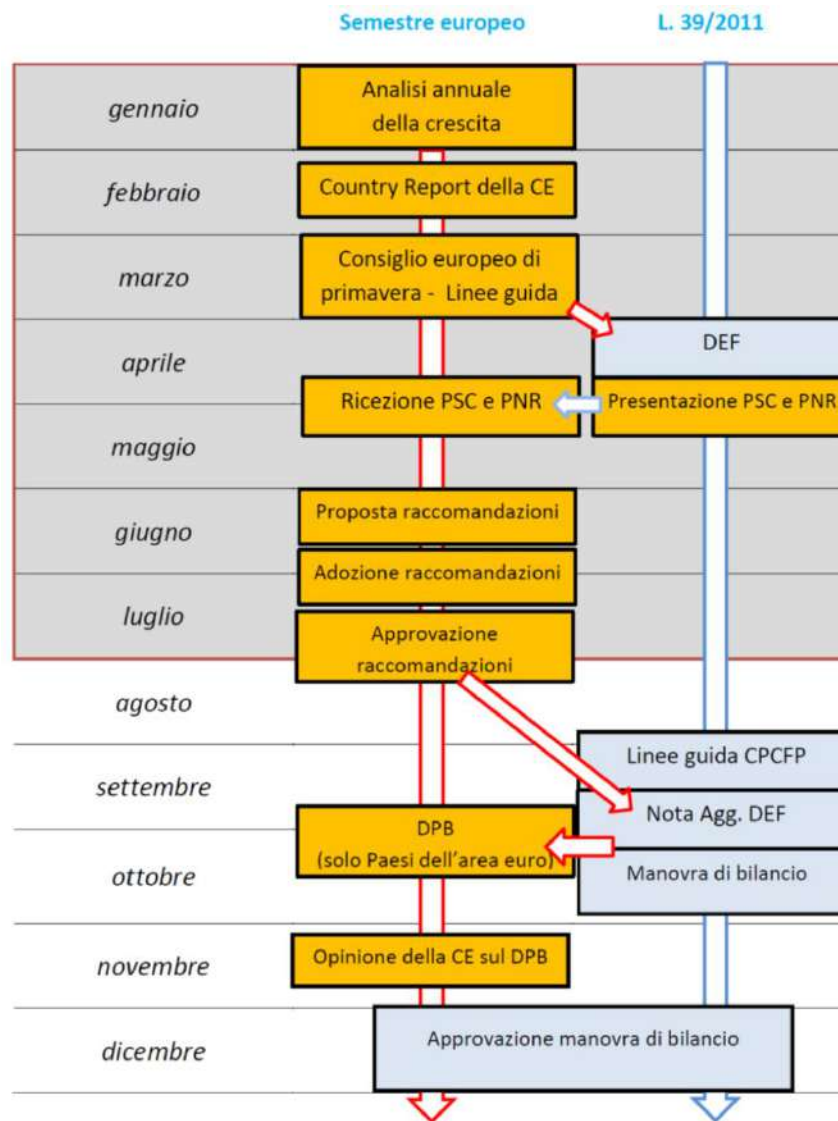 Semestre europeo
L. 39/2011
gennaio
Analisi annuale
della crescita
febbraio
Country Report della CE
marzo
Consiglio europeo di
primavera - Linee guida
aprile
DEF
Ricezione PSC e PNR
Presentazione PSC e PNR
maggio
giugno
Proposta raccomandazioni
Adozione raccomandazioni
luglio
Approvazione
raccomandazioni
agosto
Linee guida CPCFP
settembre
Nota Agg. DEF
DPB
(solo Paesi dell'area euro)
ottobre
Manovra di bilancio
novembre
Opinione della CE sul DPB
dicembre
Approvazione manovra di bilancio